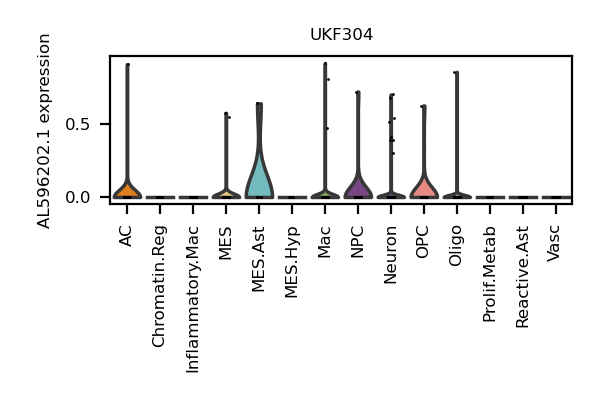 UKF304
AL596202.1 expression
0.5
0.0
AC
Chromatin.Reg
Inflammatory.Mac
MES
MES.Ast
MES.Hyp
Mac
NPC
Neuron
OPC
Oligo
Prolif.Metab
Reactive.Ast
Vasc